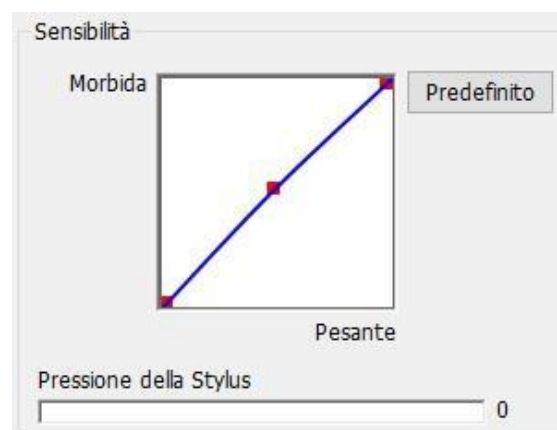 Sensibilità
Morbida
Predefinito
Pesante
Pressione della Stylus
0